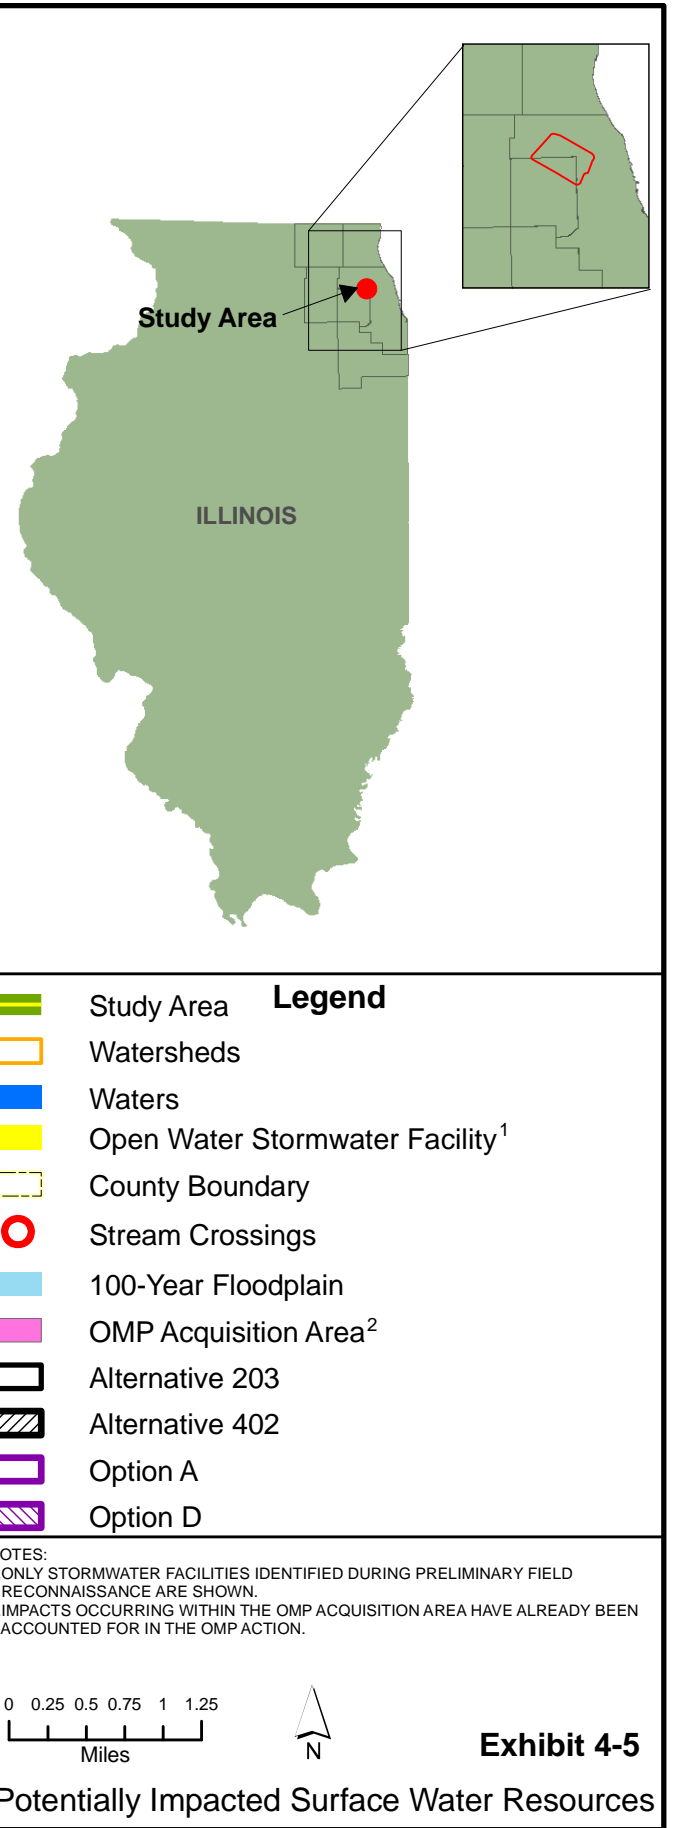 Study Area
ILLINOIS
Legend
Study Area
Watersheds
Waters
Open Water Stormwater Facility1
County Boundary
Stream Crossings
100-Year Floodplain
OMP Acquisition Area2
Alternative 203
Alternative 402
Option A
Option D
OTES:
ONLY STORMWATER FACILITIES IDENTIFIED DURING PRELIMINARY FIELD
RECONNAISSANCE ARE SHOWN.
IMPACTS OCCURRING WITHIN THE OMP ACQUISITION AREA HAVE ALREADY BEEN
ACCOUNTED FOR IN THE OMP ACTION.
0 0.25 0.5 0.75 1 1.25
Miles
N
Exhibit 4-5
Potentially Impacted Surface Water Resources